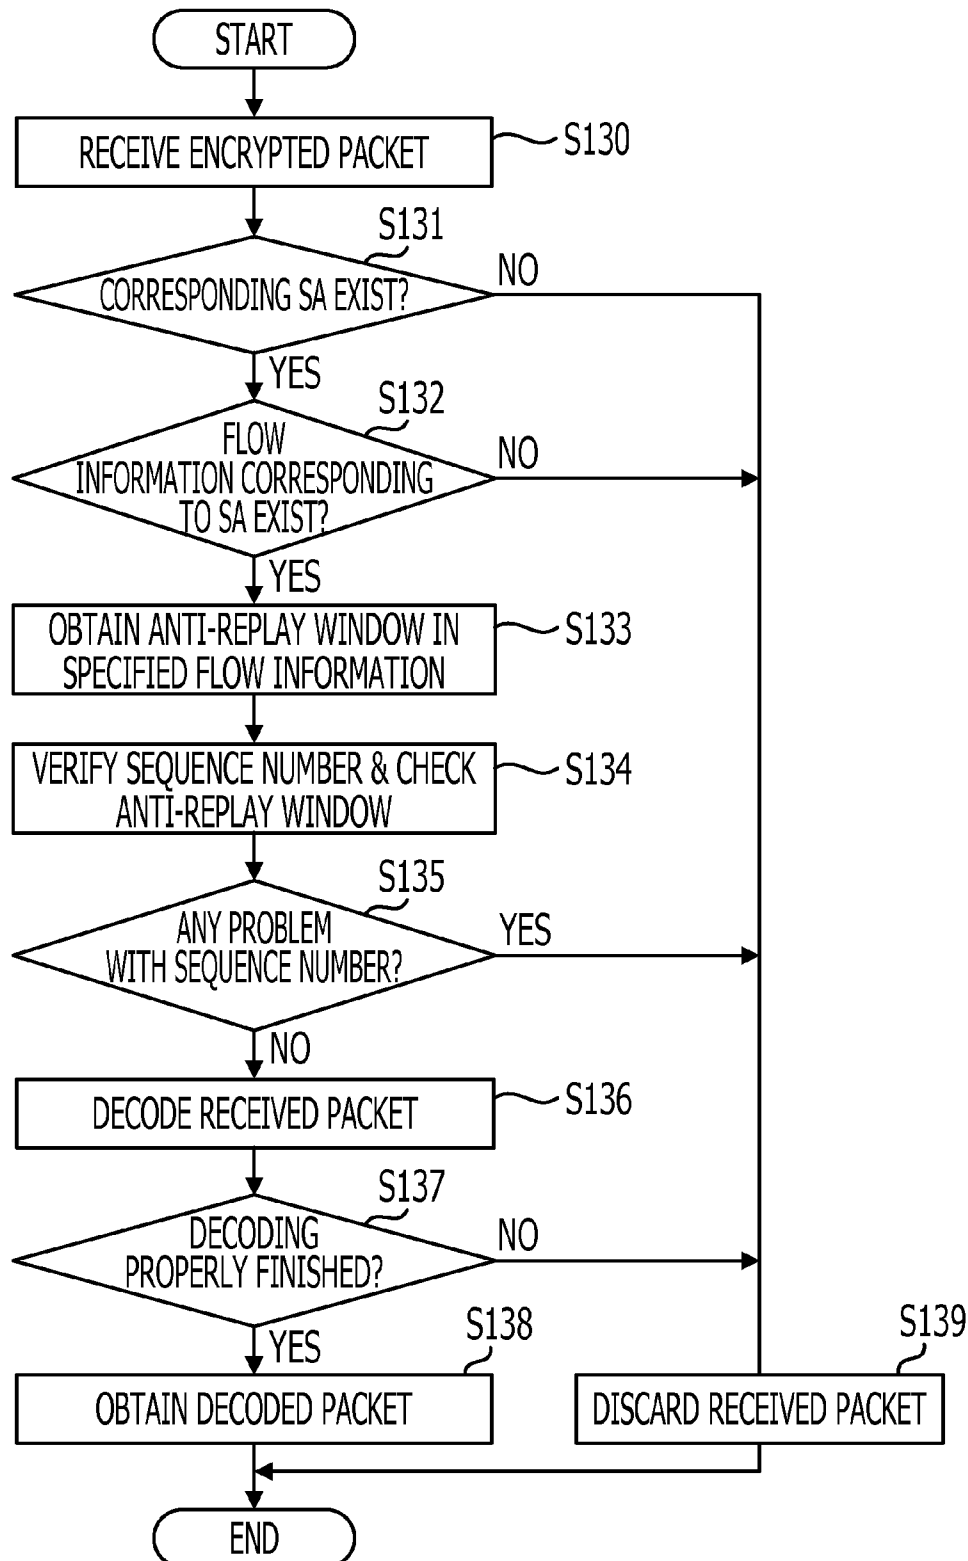 START
RECEIVE ENCRYPTED PACKET
S130
S131
CORRESPONDING SA EXIST?
NO
YES
S132
FLOW
INFORMATION CORRESPONDING
TO SA EXIST?
NO
YES
OBTAIN ANTI-REPLAY WINDOW IN
SPECIFIED FLOW INFORMATION
S133
VERIFY SEQUENCE NUMBER & CHECK
ANTI-REPLAY WINDOW
S134
S135
ANY PROBLEM
WITH SEQUENCE NUMBER?
YES
NO
DECODE RECEIVED PACKET
S136
S137
DECODING
PROPERLY FINISHED?
NO
YES
S138
OBTAIN DECODED PACKET
S139
DISCARD RECEIVED PACKET
END